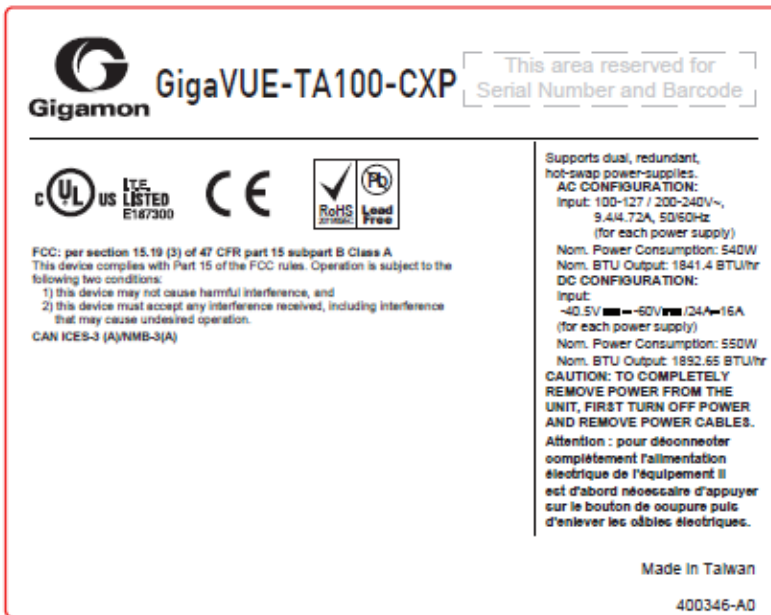 Gigamon
GigaVUE-TA100-CXP
This area reserved for
Serial Number and Barcode
C UL US I.T.E.
LISTED
E187300
CE
RoHS
Pb
Lead
Free
FCC: per section 15.19 (3) of 47 CFR part 15 subpart B Class A
This device complies with Part 15 of the FCC rules. Operation is subject to the
following two conditions:
1) this device may not cause harmful interference, and
2) this device must accept any interference received, including interference
that may cause undesired operation.
CAN ICES-3 (A)/NMB-3(A)
Supports dual, redundant,
hot-swap power-supplies.
AC CONFIGURATION:
Input: 100-127 / 200-240V~,
9.4/4.72A, 50/60Hz
(for each power supply)
Nom. Power Consumption: 540W
Nom. BTU Output: 1841.4 BTU/hr
DC CONFIGURATION:
Input:
-40.5V⎓ – -60V⎓/24A–16A
(for each power supply)
Nom. Power Consumption: 550W
Nom. BTU Output: 1892.65 BTU/hr
CAUTION: TO COMPLETELY
REMOVE POWER FROM THE
UNIT, FIRST TURN OFF POWER
AND REMOVE POWER CABLES.
Attention : pour déconnecter
complètement l'alimentation
électrique de l'équipement il
est d'abord nécessaire d'appuyer
sur le bouton de coupure puis
d'enlever les câbles électriques.
Made in Taiwan
400346-A0